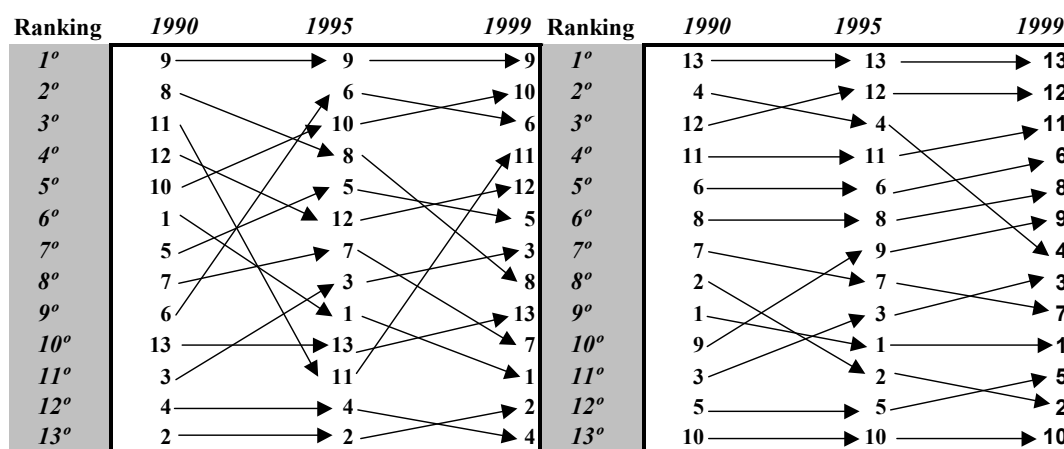 Ranking 1990 1995 1999 Ranking 1990 1995 1999
1º 9 9 9 1º 13 13 13
2º 8 6 10 2º 4 12 12
3º 11 10 6 3º 12 4 11
4º 12 8 11 4º 11 11 6
5º 10 5 12 5º 6 6 8
6º 1 12 5 6º 8 8 9
7º 5 7 3 7º 7 9 4
8º 7 3 8 8º 2 7 3
9º 6 1 13 9º 1 3 7
10º 13 13 7 10º 9 1 1
11º 3 11 1 11º 3 2 5
12º 4 4 2 12º 5 5 2
13º 2 2 4 13º 10 10 10